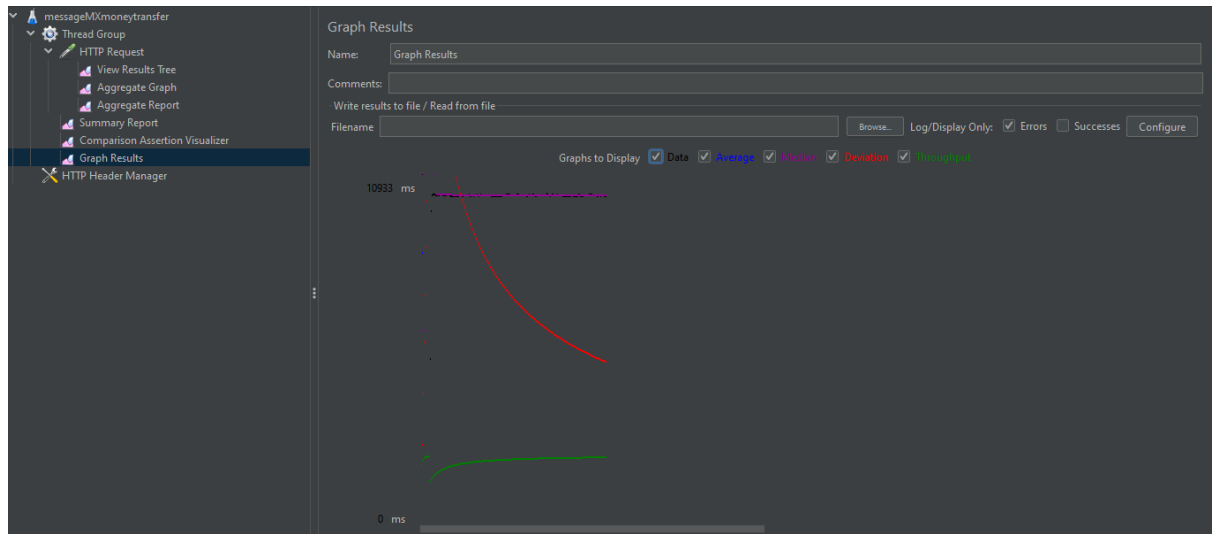 messageMXmoneytransfer
Thread Group
HTTP Request
View Results Tree
Aggregate Graph
Aggregate Report
Summary Report
Comparison Assertion Visualizer
Graph Results
HTTP Header Manager
Graph Results
Name: Graph Results
Comments:
Write results to file / Read from file
Filename Browse... Log/Display Only: Errors Successes Configure
Graphs to Display Data Average Median Deviation Throughput
10933 ms
0 ms